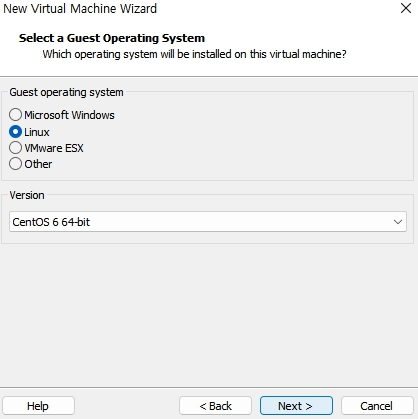 New Virtual Machine Wizard
Select a Guest Operating System
Which operating system will be installed on this virtual machine?
Guest operating system
Microsoft Windows
Linux
VMware ESX
Other
Version
CentOS 6 64-bit
Help
< Back
Next >
Cancel